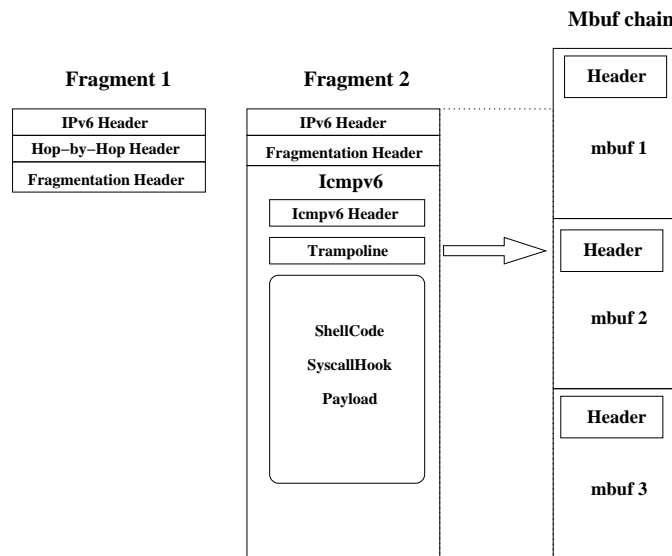 Mbuf chain
Fragment 1
Fragment 2
IPv6 Header
Hop-by-Hop Header
Fragmentation Header
IPv6 Header
Fragmentation Header
Icmpv6
Icmpv6 Header
Trampoline
ShellCode
SyscallHook
Payload
Header
mbuf 1
Header
mbuf 2
Header
mbuf 3